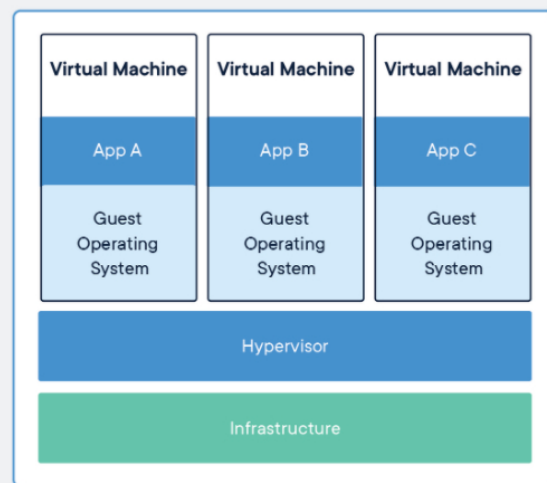 Virtual Machine
App A
Guest
Operating
System
Virtual Machine
App B
Guest
Operating
System
Virtual Machine
App C
Guest
Operating
System
Hypervisor
Infrastructure